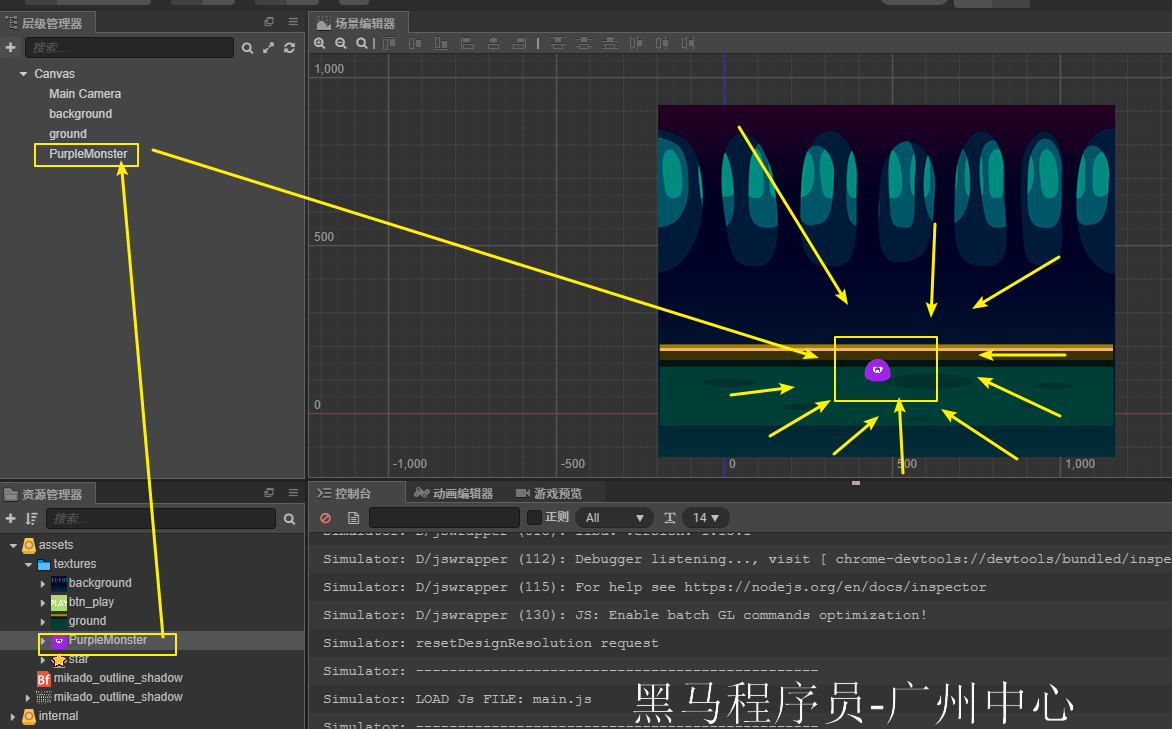 层级管理器
搜索...
Canvas
Main Camera
background
ground
PurpleMonster
场景编辑器
1,000
500
0
-1,000
-500
0
500
1,000
资源管理器
搜索...
assets
textures
background
PLAY
btn_play
ground
PurpleMonster
star
Bf
mikado_outline_shadow
mikado_outline_shadow
internal
控制台
动画编辑器
游戏预览
正则
All
14
Simulator: D/jswrapper (112): Debugger listening..., visit [ chrome-devtools://devtools/bundled/inspe
Simulator: D/jswrapper (115): For help see https://nodejs.org/en/docs/inspector
Simulator: D/jswrapper (130): JS: Enable batch GL commands optimization!
Simulator: resetDesignResolution request
Simulator: ----------------------------------------------------
Simulator: LOAD Js FILE: main.js
Simulator: ----------------------------------------------------
黑马程序员-广州中心